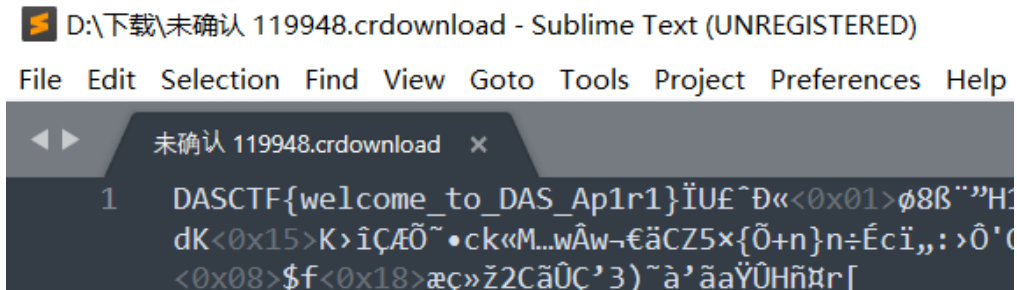 D:\下载\未确认 119948.crdownload - Sublime Text (UNREGISTERED)
File Edit Selection Find View Goto Tools Project Preferences Help
未确认 119948.crdownload ×
1 DASCTF{welcome_to_DAS_Ap1r1}ÏU£ˆÐ«<0x01>ø8ß¨”H1
dK<0x15>K›îÇÆÕ˜•ck«M…wÂw¬€äCZ5×{Õ+n}n÷Écï„:›Ô'
<0x08>$f<0x18>æç»ž2CãÛÇ’3)˜à’ãaŸÛHñ¤r[